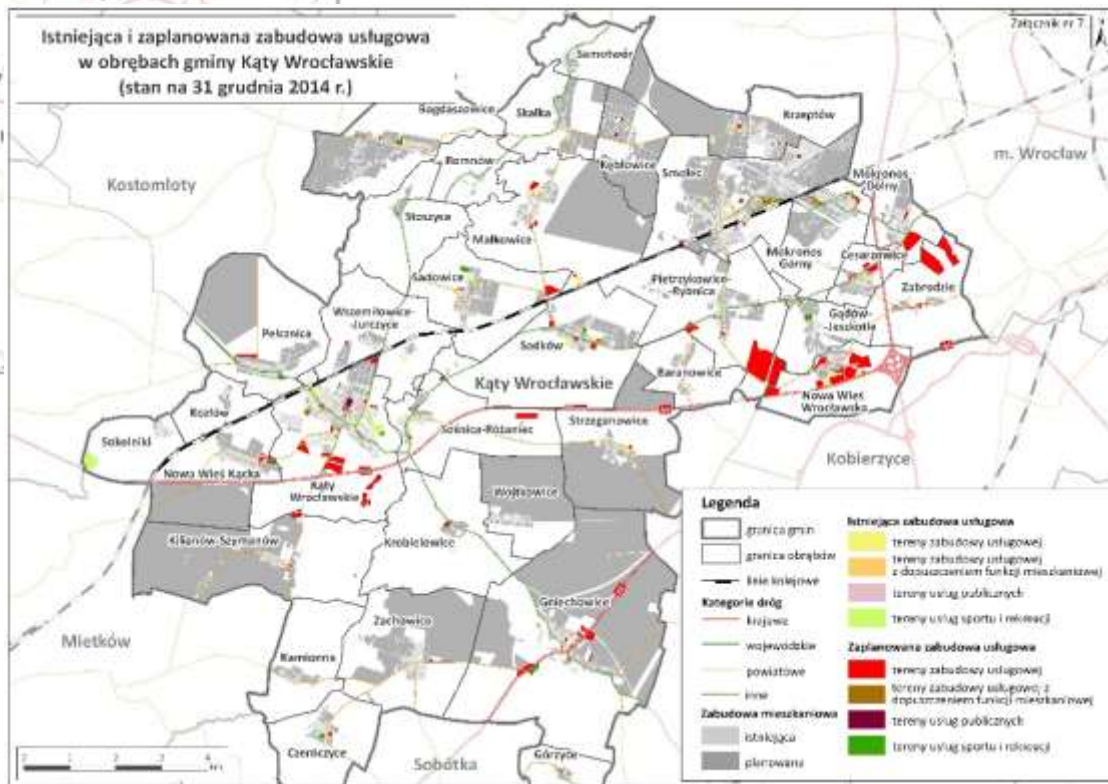 Istniejąca i zaplanowana zabudowa usługowa
w obrębach gminy Kąty Wrocławskie
(stan na 31 grudnia 2014 r.)
Załącznik nr 7
Samotwór
Bogdaszowice
Skałka
Krzeptów
Romnów
Kębłowice
Smolec
m. Wrocław
Kostomłoty
Mokronos
Dolny
Stoszyce
Małkowice
Mokronos
Górny
Cesarzowice
Sadowice
Pietrzykowice-
-Rybnica
Zabrodzie
Wszemiłowice-
-Jurczyce
Gądów-
-Jaszkotle
Pełcznica
Sadków
Kąty Wrocławskie
Baranowice
Nowa Wieś
Wrocławska
Rozłów
Sośnica-Różaniec
Strzeganowice
Sokolniki
Nowa Wieś Kącka
Kąty
Wrocławskie
Kobierzyce
Wojtkowice
Kilianów-Szymanów
Krobielowice
Gniechowice
Zachowice
Mietków
Kamionna
Czerńczyce
Sobótka
Górzyce
Legenda
granica gmin
granica obrębów
linie kolejowe
Kategorie dróg
krajowe
wojewódzkie
powiatowe
inne
Zabudowa mieszkaniowa
istniejąca
planowana
Istniejąca zabudowa usługowa
tereny zabudowy usługowej
tereny zabudowy usługowej
z dopuszczeniem funkcji mieszkaniowej
tereny usług publicznych
tereny usług sportu i rekreacji
Zaplanowana zabudowa usługowa
tereny zabudowy usługowej
tereny zabudowy usługowej z
dopuszczeniem funkcji mieszkaniowej
tereny usług publicznych
tereny usług sportu i rekreacji